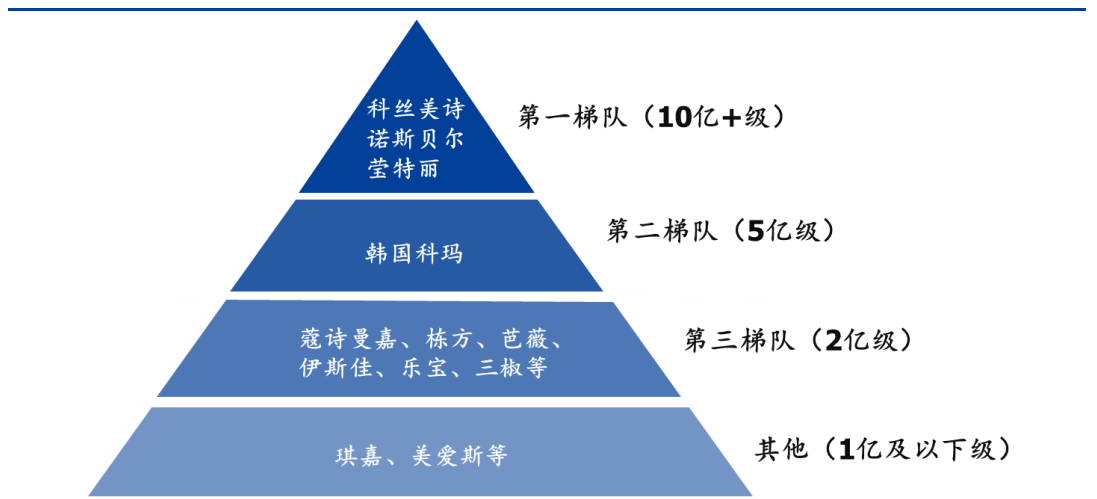 科丝美诗
诺斯贝尔
莹特丽
第一梯队（10亿+级）
韩国科玛
第二梯队（5亿级）
蔻诗曼嘉、栋方、芭薇、
伊斯佳、乐宝、三椒等
第三梯队（2亿级）
琪嘉、美爱斯等
其他（1亿及以下级）